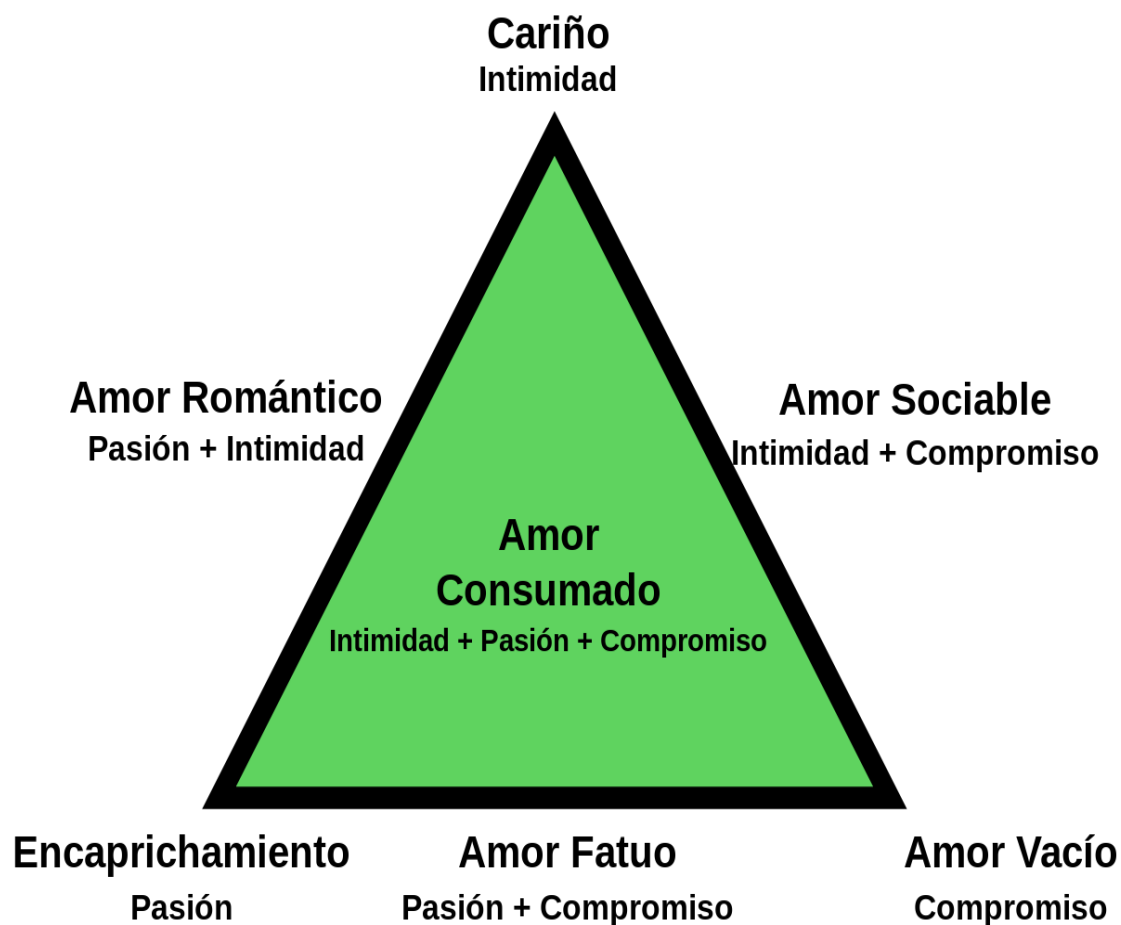 Cariño
Intimidad
Amor Romántico
Pasión + Intimidad
Amor Sociable
Intimidad + Compromiso
Amor
Consumado
Intimidad + Pasión + Compromiso
Encaprichamiento
Pasión
Amor Fatuo
Pasión + Compromiso
Amor Vacío
Compromiso